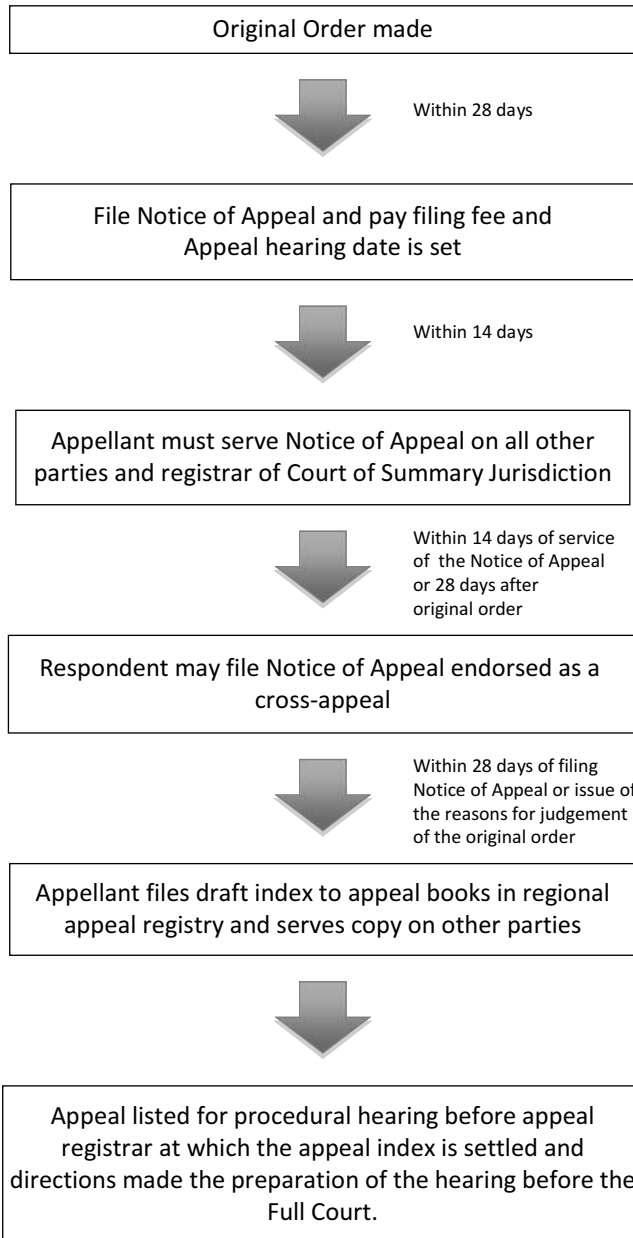 Original Order made
Within 28 days
File Notice of Appeal and pay filing fee and
Appeal hearing date is set
Within 14 days
Appellant must serve Notice of Appeal on all other
parties and registrar of Court of Summary Jurisdiction
Within 14 days of service
of the Notice of Appeal
or 28 days after
original order
Respondent may file Notice of Appeal endorsed as a
cross-appeal
Within 28 days of filing
Notice of Appeal or issue of
the reasons for judgement
of the original order
Appellant files draft index to appeal books in regional
appeal registry and serves copy on other parties
Appeal listed for procedural hearing before appeal
registrar at which the appeal index is settled and
directions made the preparation of the hearing before the
Full Court.